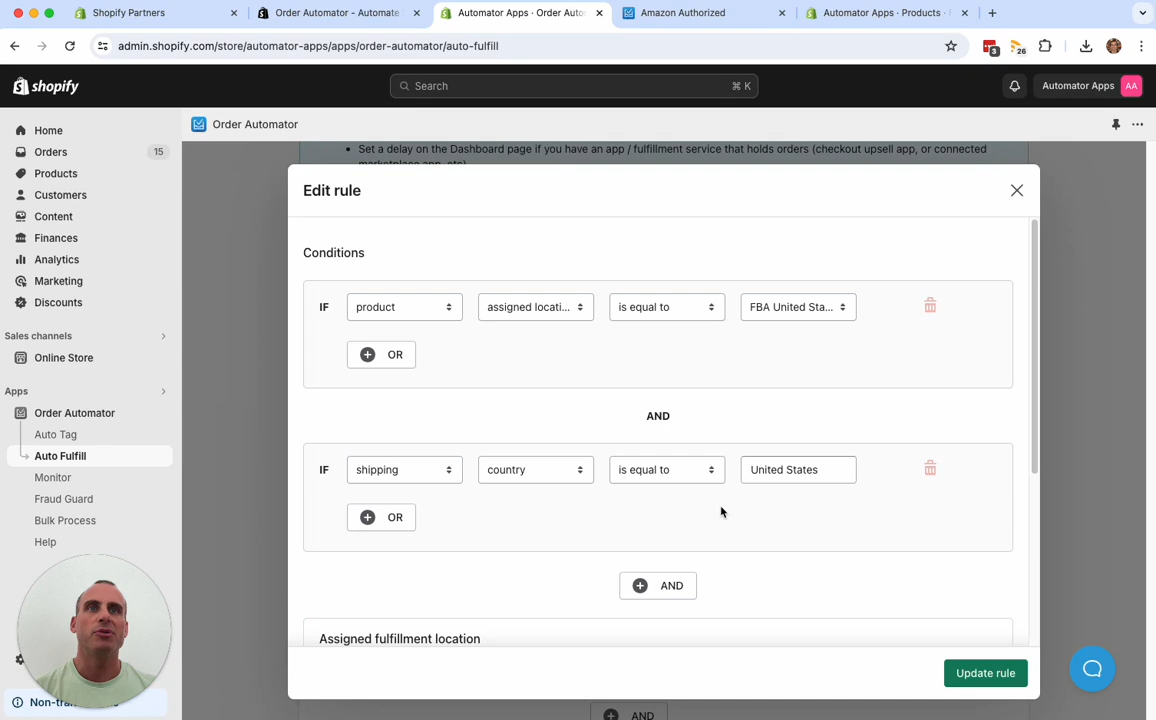 Shopify Partners
Order Automator - Automate
Automator Apps · Order Auto
Amazon Authorized
Automator Apps · Products ·
admin.shopify.com/store/automator-apps/apps/order-automator/auto-fulfill
3
26
shopify
Search
⌘ K
Automator Apps
AA
Home
Orders
15
Products
Customers
Content
Finances
Analytics
Marketing
Discounts
Sales channels
Online Store
Apps
Order Automator
Auto Tag
Auto Fulfill
Monitor
Fraud Guard
Bulk Process
Help
Order Automator
• Set a delay on the Dashboard page if you have an app / fulfillment service that holds orders (checkout upsell app, or connected
marketplace app, etc)
Edit rule
Conditions
IF
product
assigned locati...
is equal to
FBA United Sta...
OR
AND
IF
shipping
country
is equal to
United States
OR
AND
Assigned fulfillment location
Update rule
AND